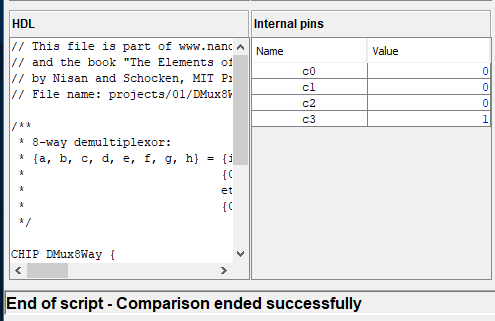 HDL
// This file is part of www.nand
// and the book "The Elements of
// by Nisan and Schocken, MIT Pr
// File name: projects/01/DMux8W
/**
* 8-way demultiplexor:
* {a, b, c, d, e, f, g, h} = {i
* {0
* et
* {0
*/
CHIP DMux8Way {
Internal pins
Name Value
c0 0
c1 0
c2 0
c3 1
End of script - Comparison ended successfully